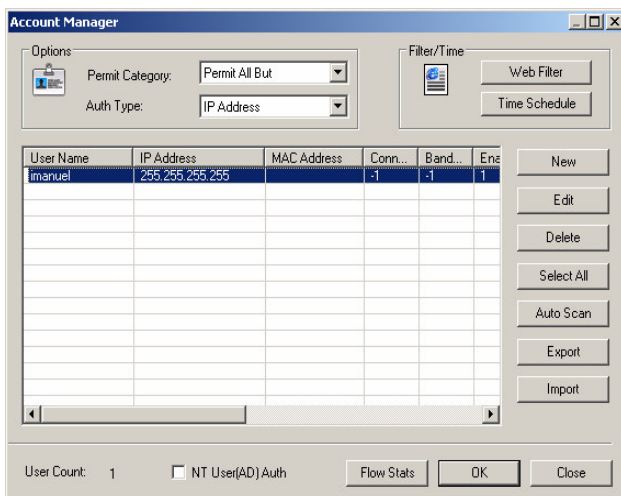 Account Manager
Options
Permit Category: Permit All But
Auth Type: IP Address
Filter/Time
Web Filter
Time Schedule
User Name IP Address MAC Address Conn... Band... Ena
imanuel 255.255.255.255 -1 -1 1
New
Edit
Delete
Select All
Auto Scan
Export
Import
User Count: 1 NT User(AD) Auth Flow Stats OK Close